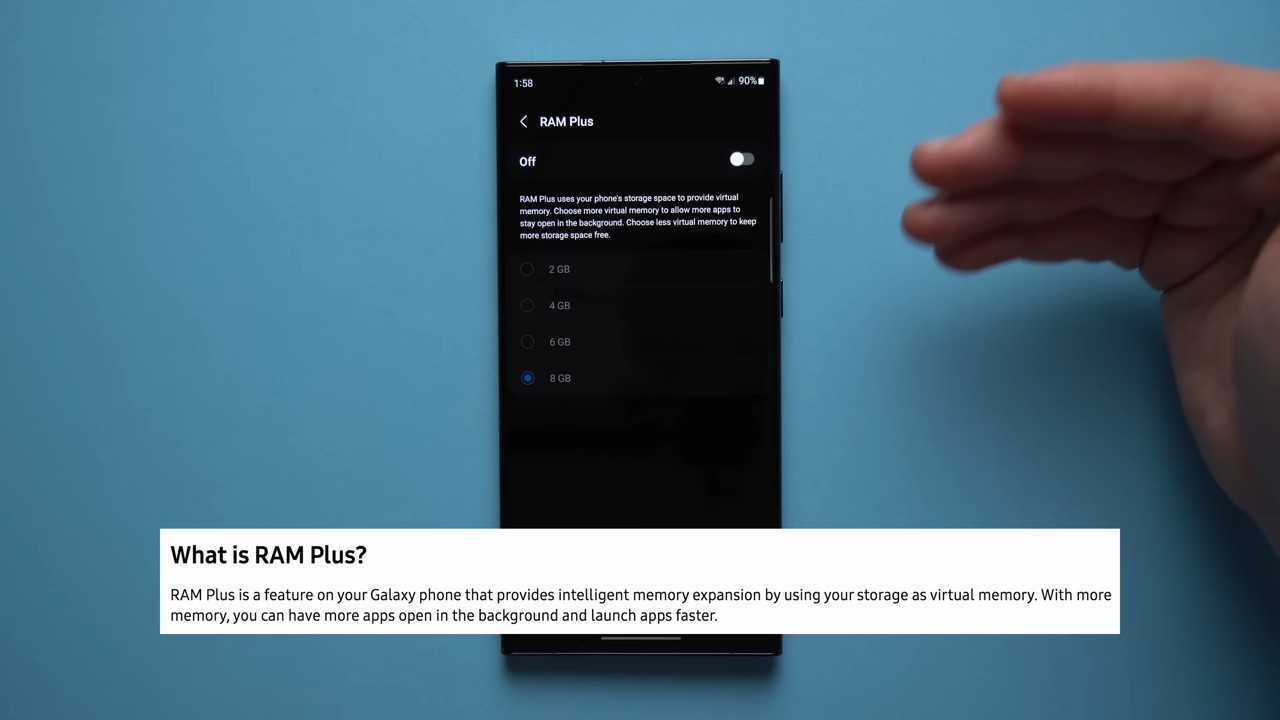 1:58
90%
RAM Plus
Off
RAM Plus uses your phone's storage space to provide virtual
memory. Choose more virtual memory to allow more apps to
stay open in the background. Choose less virtual memory to keep
more storage space free.
2 GB
4 GB
6 GB
8 GB
What is RAM Plus?
RAM Plus is a feature on your Galaxy phone that provides intelligent memory expansion by using your storage as virtual memory. With more
memory, you can have more apps open in the background and launch apps faster.